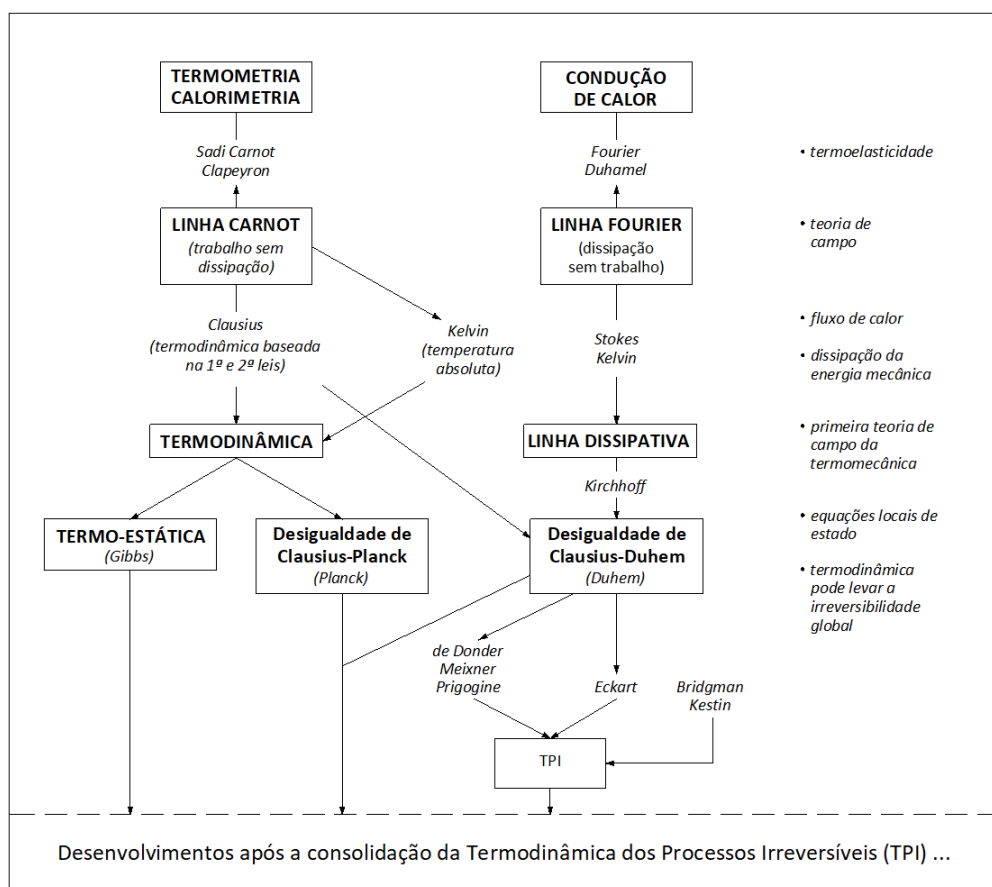 TERMOMETRIA
CALORIMETRIA
CONDUÇÃO
DE CALOR
Sadi Carnot
Clapeyron
Fourier
Duhamel
• termoelasticidade
LINHA CARNOT
(trabalho sem
dissipação)
LINHA FOURIER
(dissipação
sem trabalho)
• teoria de
campo
Clausius
(termodinâmica baseada
na 1ª e 2ª leis)
Kelvin
(temperatura
absoluta)
Stokes
Kelvin
• fluxo de calor
• dissipação da
energia mecânica
TERMODINÂMICA
LINHA DISSIPATIVA
• primeira teoria de
campo da
termomecânica
Kirchhoff
TERMO-ESTÁTICA
(Gibbs)
Desigualdade de
Clausius-Planck
(Planck)
Desigualdade de
Clausius-Duhem
(Duhem)
• equações locais de
estado
• termodinâmica
pode levar a
irreversibilidade
global
de Donder
Meixner
Prigogine
Eckart
Bridgman
Kestin
TPI
Desenvolvimentos após a consolidação da Termodinâmica dos Processos Irreversíveis (TPI) ...